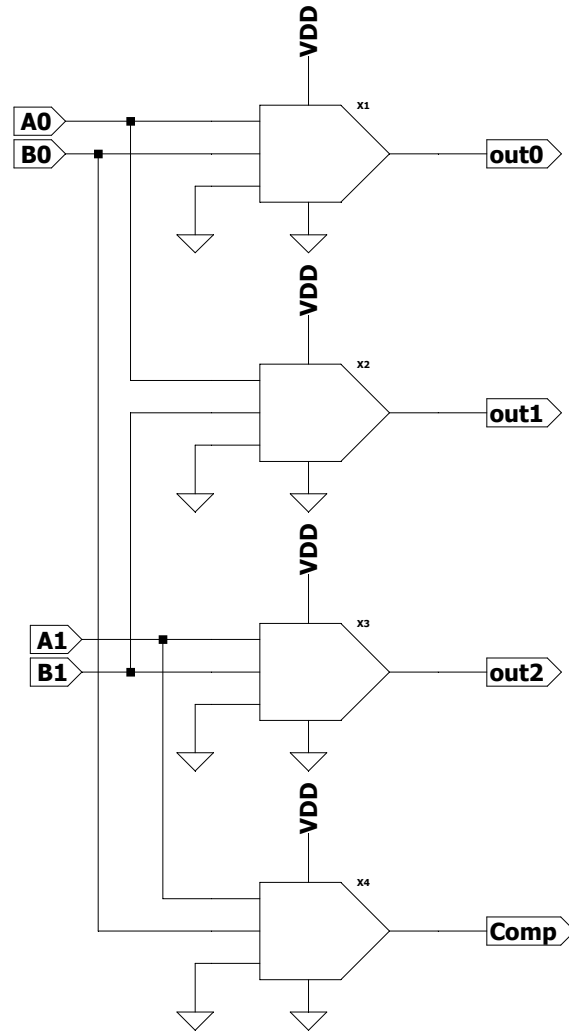 VDD
X1
A0
B0
out0
VDD
X2
out1
VDD
X3
A1
B1
out2
VDD
X4
Comp